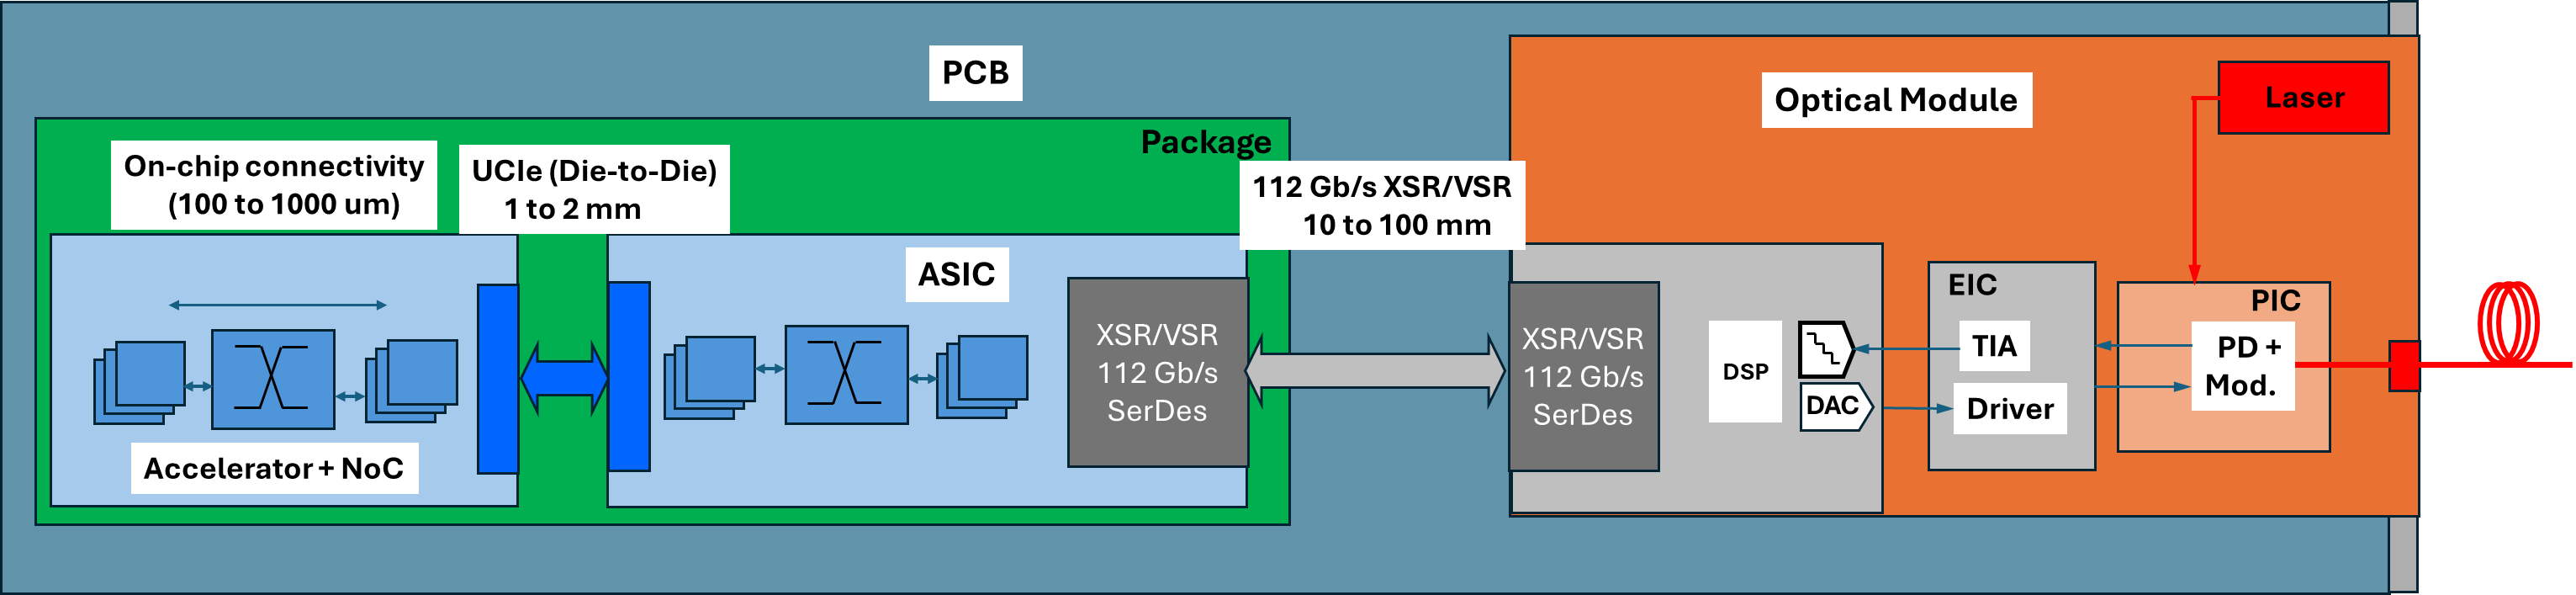 PCB
Package
On-chip connectivity
(100 to 1000 um)
UCIe (Die-to-Die)
1 to 2 mm
112 Gb/s XSR/VSR
10 to 100 mm
Optical Module
Laser
ASIC
Accelerator + NoC
XSR/VSR
112 Gb/s
SerDes
XSR/VSR
112 Gb/s
SerDes
DSP
DAC
EIC
TIA
Driver
PIC
PD +
Mod.